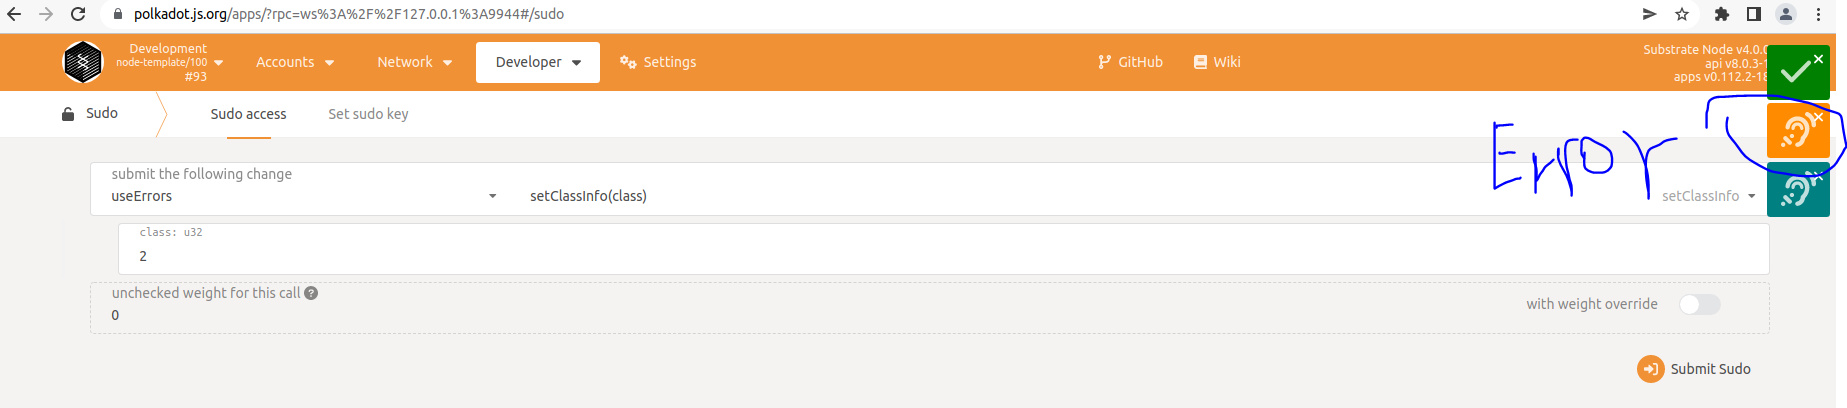 polkadot.js.org/apps/?rpc=ws%3A%2F%2F127.0.0.1%3A9944#/sudo
Development
node-template/100
#93
Accounts
Network
Developer
Settings
GitHub
Wiki
Substrate Node v4.0.0
api v8.0.3-1
apps v0.112.2-18
Sudo
Sudo access
Set sudo key
Error
submit the following change
useErrors
setClassInfo(class)
setClassInfo
class: u32
2
unchecked weight for this call
0
with weight override
Submit Sudo